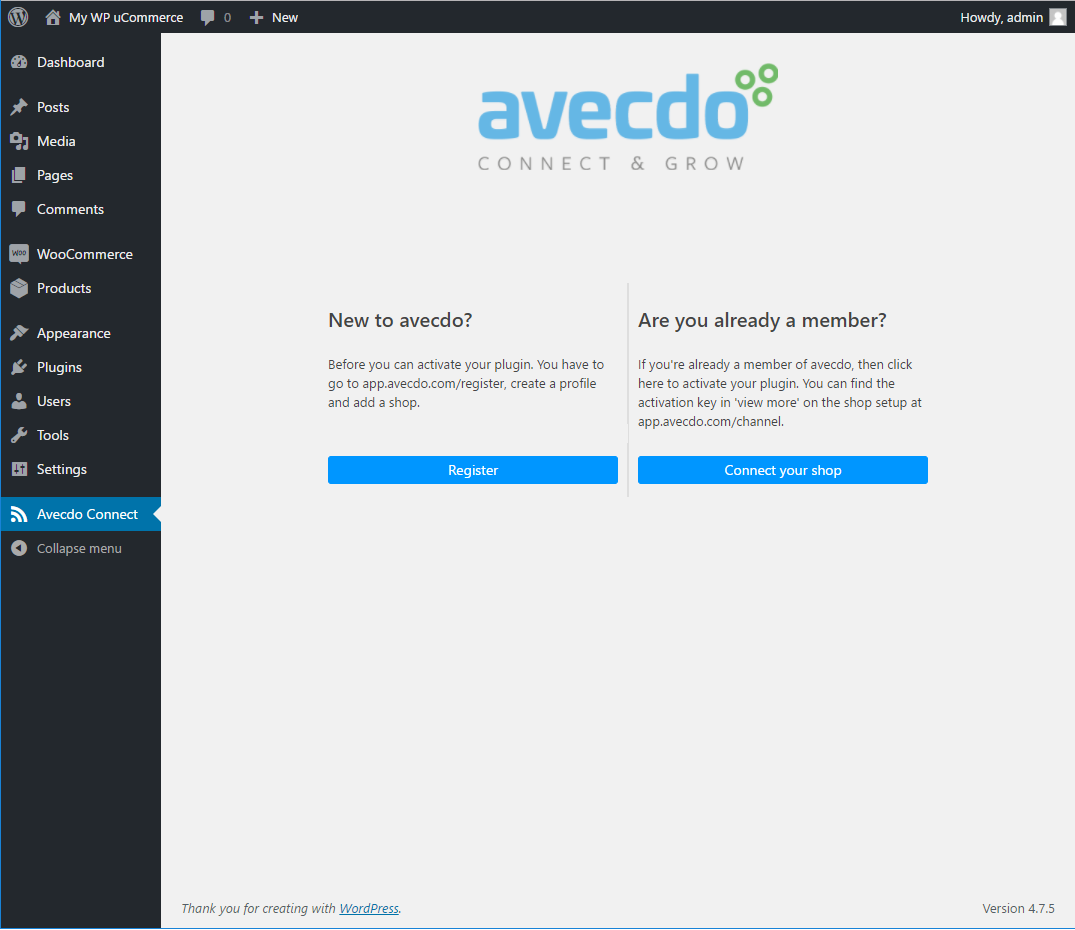 My WP uCommerce 0 New Howdy, admin
Dashboard
Posts
Media
Pages
Comments
WOO WooCommerce
Products
Appearance
Plugins
Users
Tools
Settings
Avecdo Connect
Collapse menu
avecdo
CONNECT & GROW
New to avecdo?
Before you can activate your plugin. You have to
go to app.avecdo.com/register, create a profile
and add a shop.
Register
Are you already a member?
If you're already a member of avecdo, then click
here to activate your plugin. You can find the
activation key in 'view more' on the shop setup at
app.avecdo.com/channel.
Connect your shop
Thank you for creating with WordPress.
Version 4.7.5